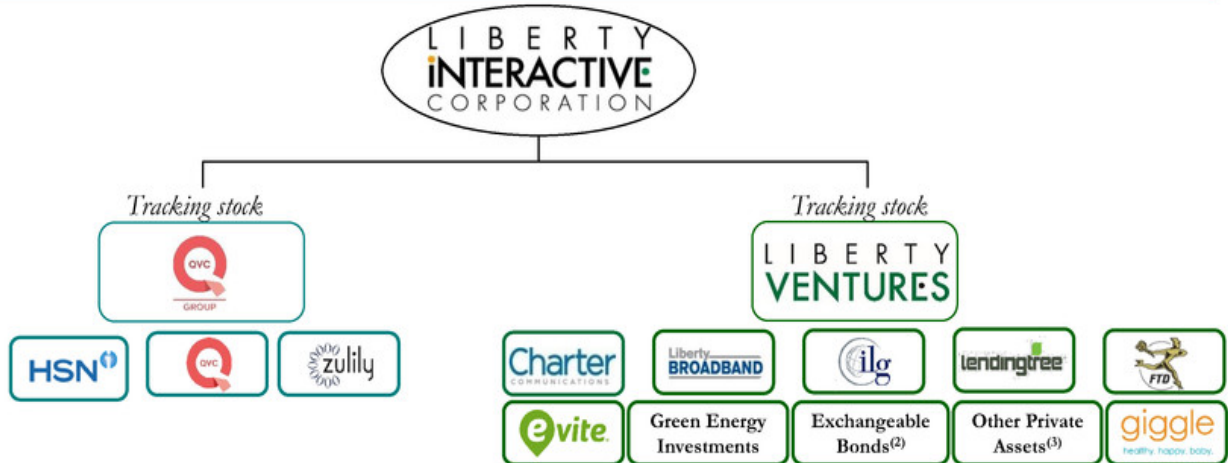 LIBERTY
iNTERACTIVE
CORPORATION
Tracking stock
QVC
GROUP
HSN
QVC
zulily
Tracking stock
LIBERTY
VENTURES
Charter
COMMUNICATIONS
Liberty
BROADBAND
ilg
lendingtree
FTD
evite
Green Energy
Investments
Exchangeable
Bonds(2)
Other Private
Assets(3)
giggle
healthy. happy. baby.